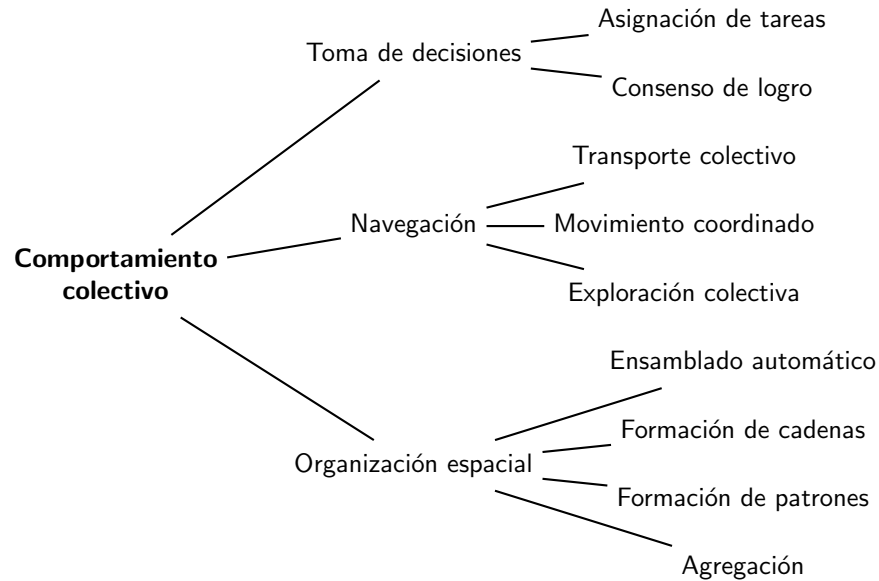 Comportamiento
colectivo
Toma de decisiones
Asignación de tareas
Consenso de logro
Navegación
Transporte colectivo
Movimiento coordinado
Exploración colectiva
Organización espacial
Ensamblado automático
Formación de cadenas
Formación de patrones
Agregación